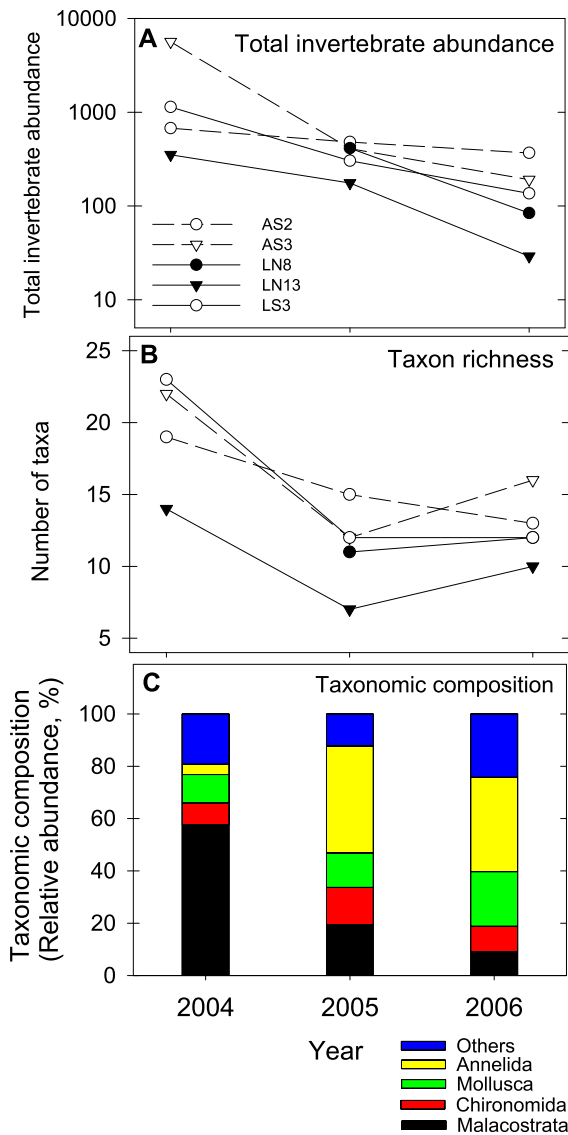 A Total invertebrate abundance
Total invertebrate abundance
10000
1000
100
10
AS2
AS3
LN8
LN13
LS3
B Taxon richness
Number of taxa
25
20
15
10
5
C Taxonomic composition
Taxonomic composition
((Relative abundance, %)
100
80
60
40
20
0
2004 2005 2006
Year
Others
Annelida
Mollusca
Chironomida
Malacostrata